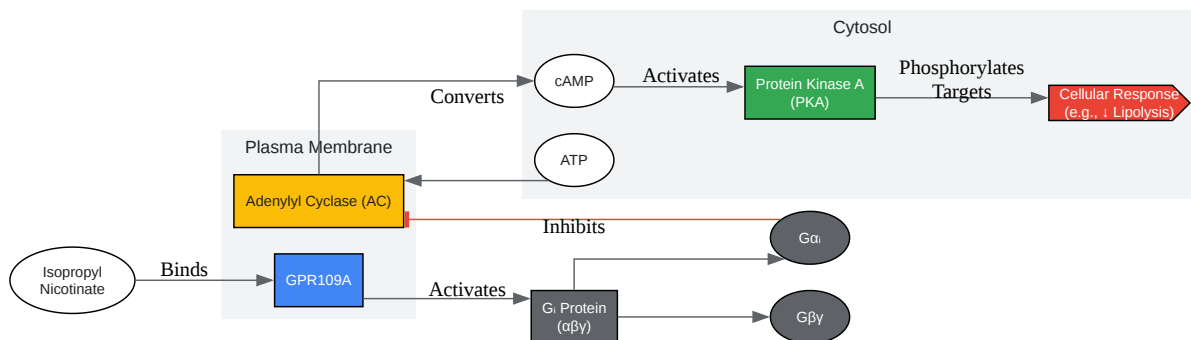 Cytosol
cAMP
Activates
Protein Kinase A
(PKA)
Phosphorylates
Targets
Cellular Response
(e.g., ↓ Lipolysis)
Converts
Plasma Membrane
ATP
Adenylyl Cyclase (AC)
Inhibits
Gαᵢ
Isopropyl
Nicotinate
Binds
GPR109A
Activates
Gᵢ Protein
(αβγ)
Gβγ